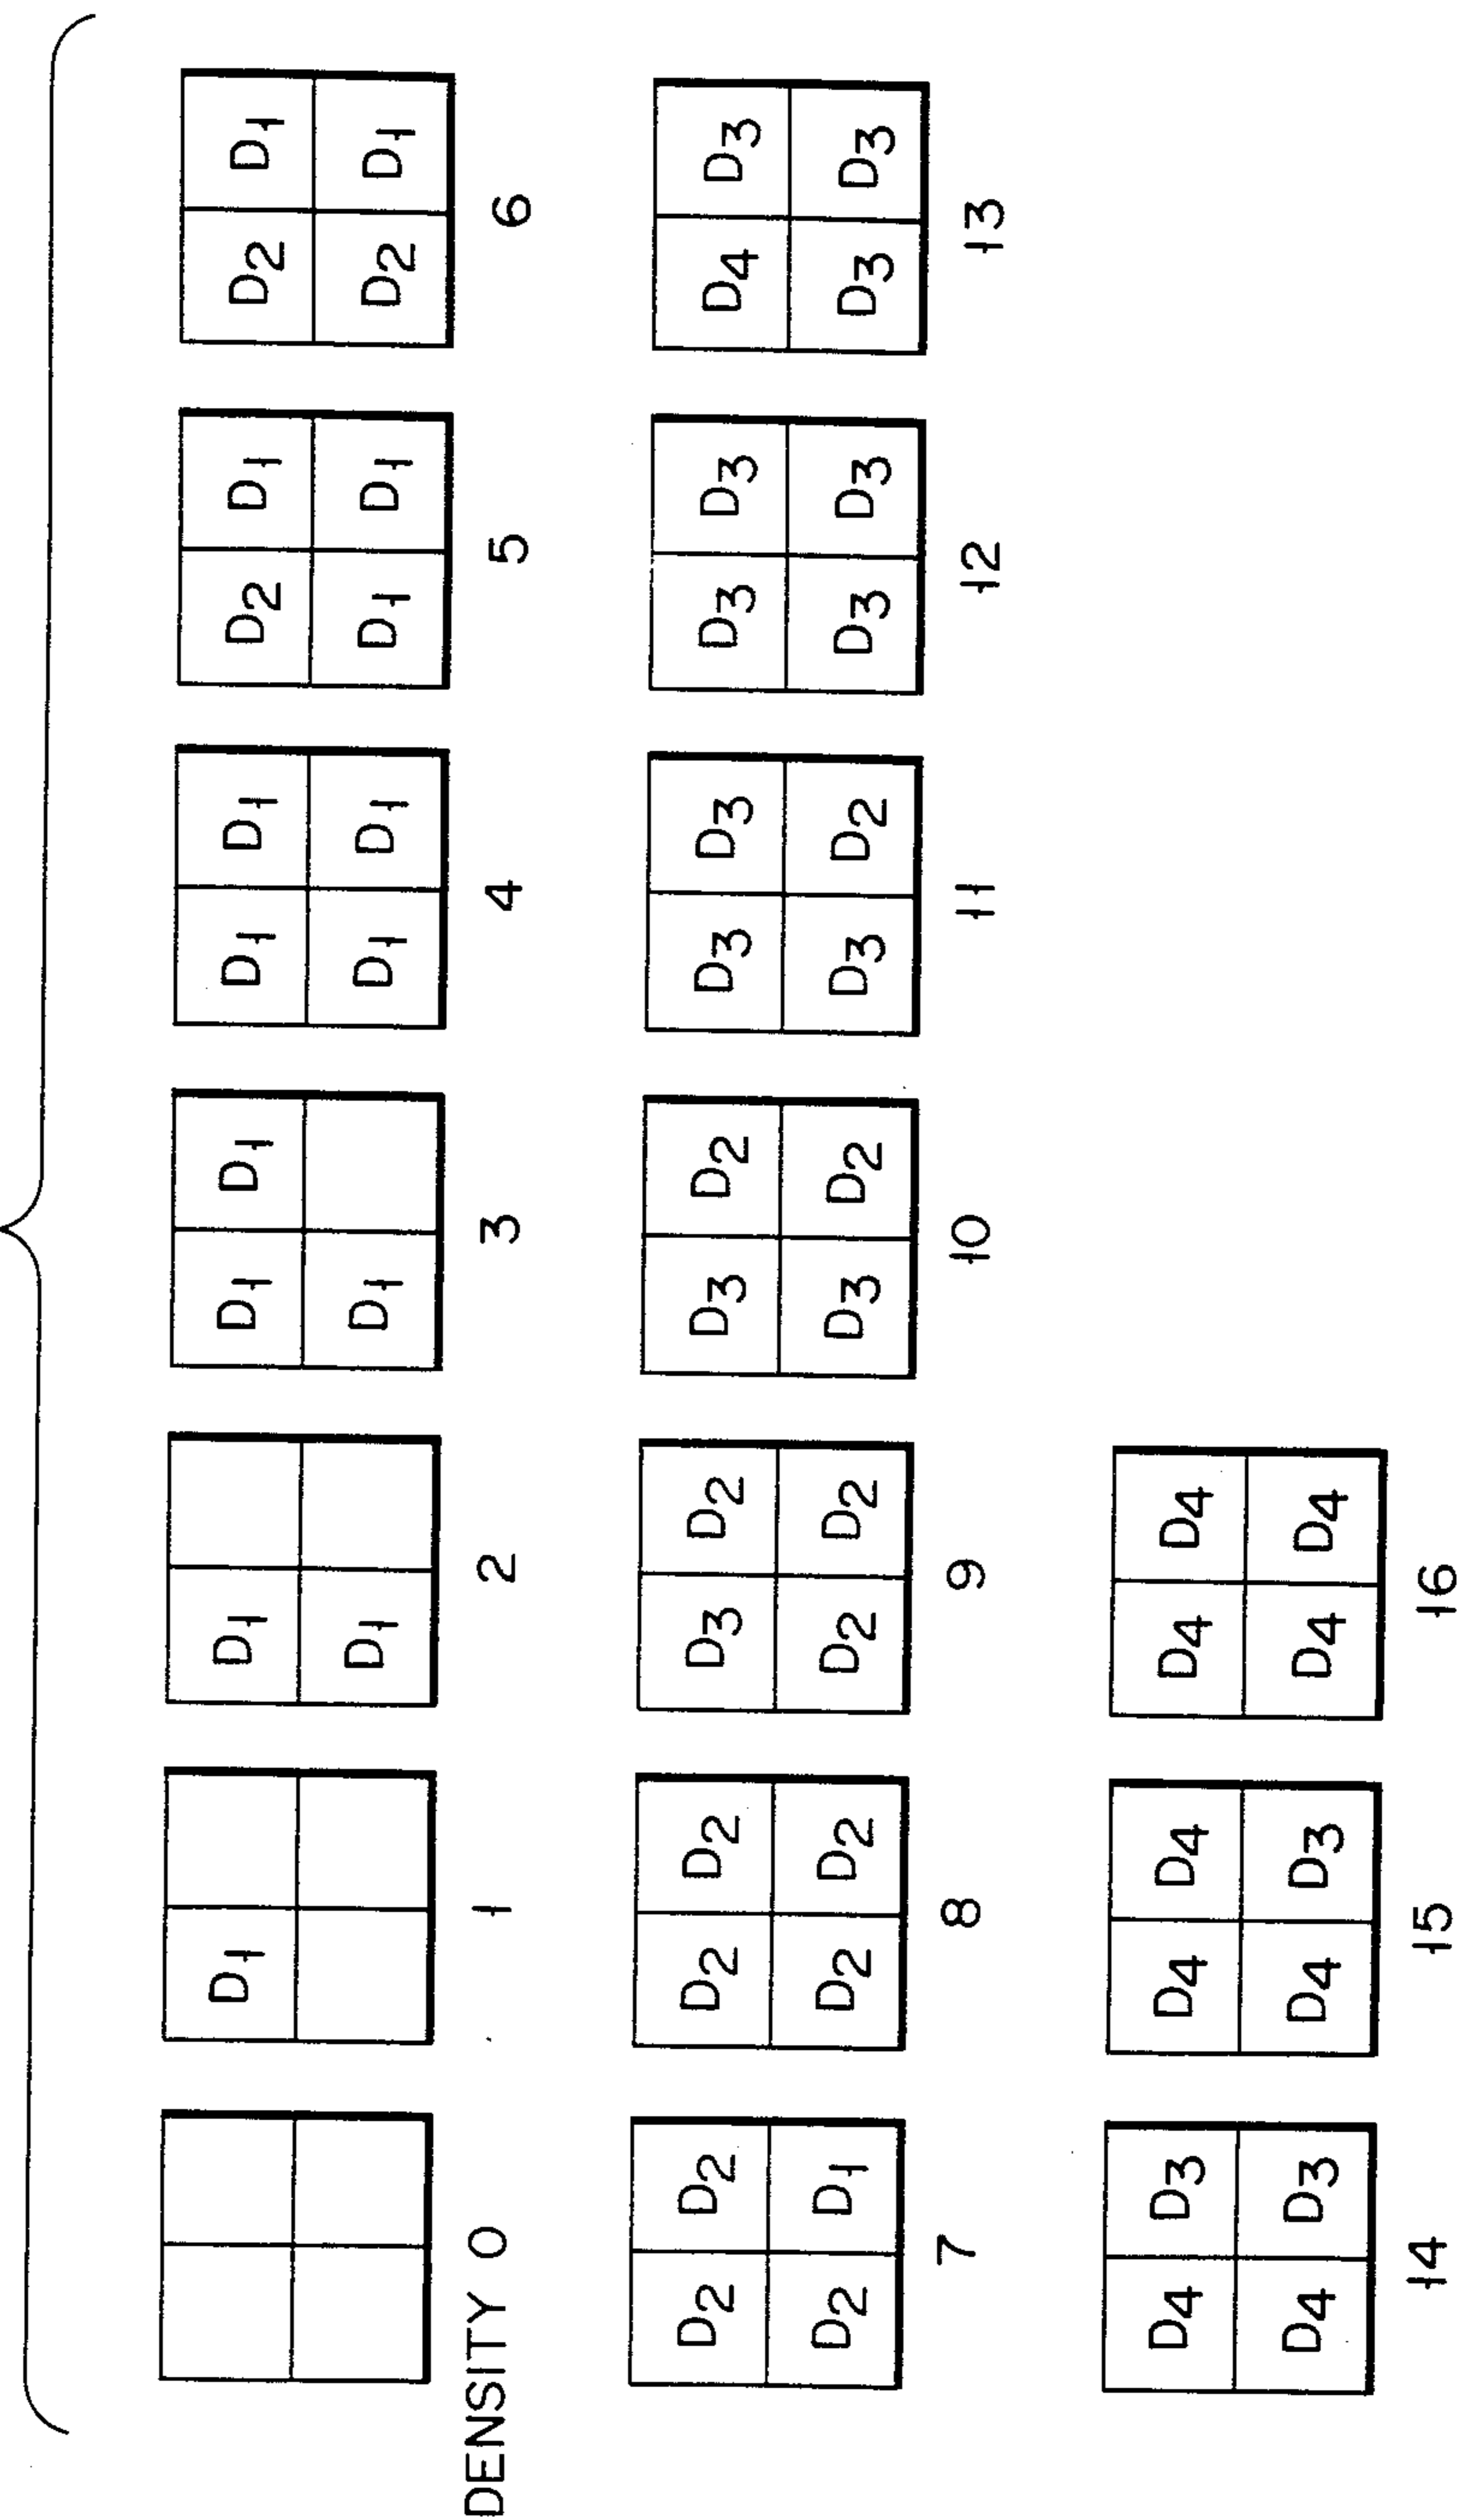 D1 D1 D1 D1 D1 D1 D2 D1 D2 D1
D1 D1 D1 D1 D1 D1 D2 D1
DENSITY 0 1 2 3 4 5 6
D2 D2 D2 D2 D3 D2 D3 D2 D3 D3 D3 D3 D4 D3
D2 D1 D2 D2 D2 D2 D3 D2 D3 D2 D3 D3 D3 D3
7 8 9 10 11 12 13
D4 D3 D4 D4 D4 D4
D4 D3 D4 D3 D4 D4
14 15 16